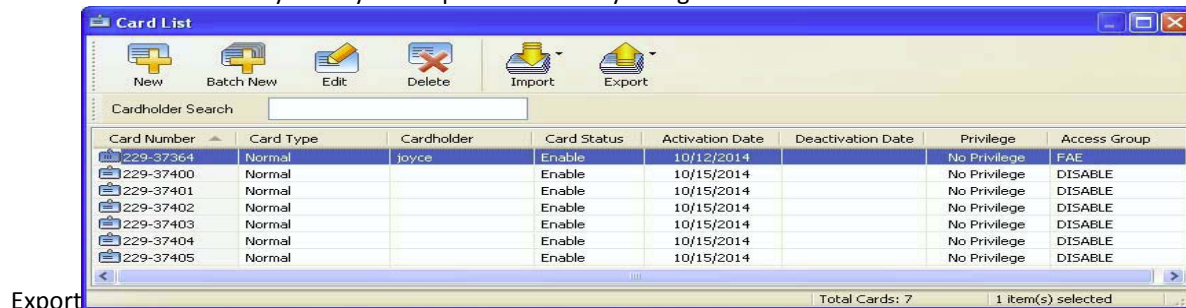 Card List
New Batch New Edit Delete Import Export
Cardholder Search
Card Number Card Type Cardholder Card Status Activation Date Deactivation Date Privilege Access Group
229-37364 Normal joyce Enable 10/12/2014 No Privilege FAE
229-37400 Normal Enable 10/15/2014 No Privilege DISABLE
229-37401 Normal Enable 10/15/2014 No Privilege DISABLE
229-37402 Normal Enable 10/15/2014 No Privilege DISABLE
229-37403 Normal Enable 10/15/2014 No Privilege DISABLE
229-37404 Normal Enable 10/15/2014 No Privilege DISABLE
229-37405 Normal Enable 10/15/2014 No Privilege DISABLE
Export Total Cards: 7 1 item(s) selected